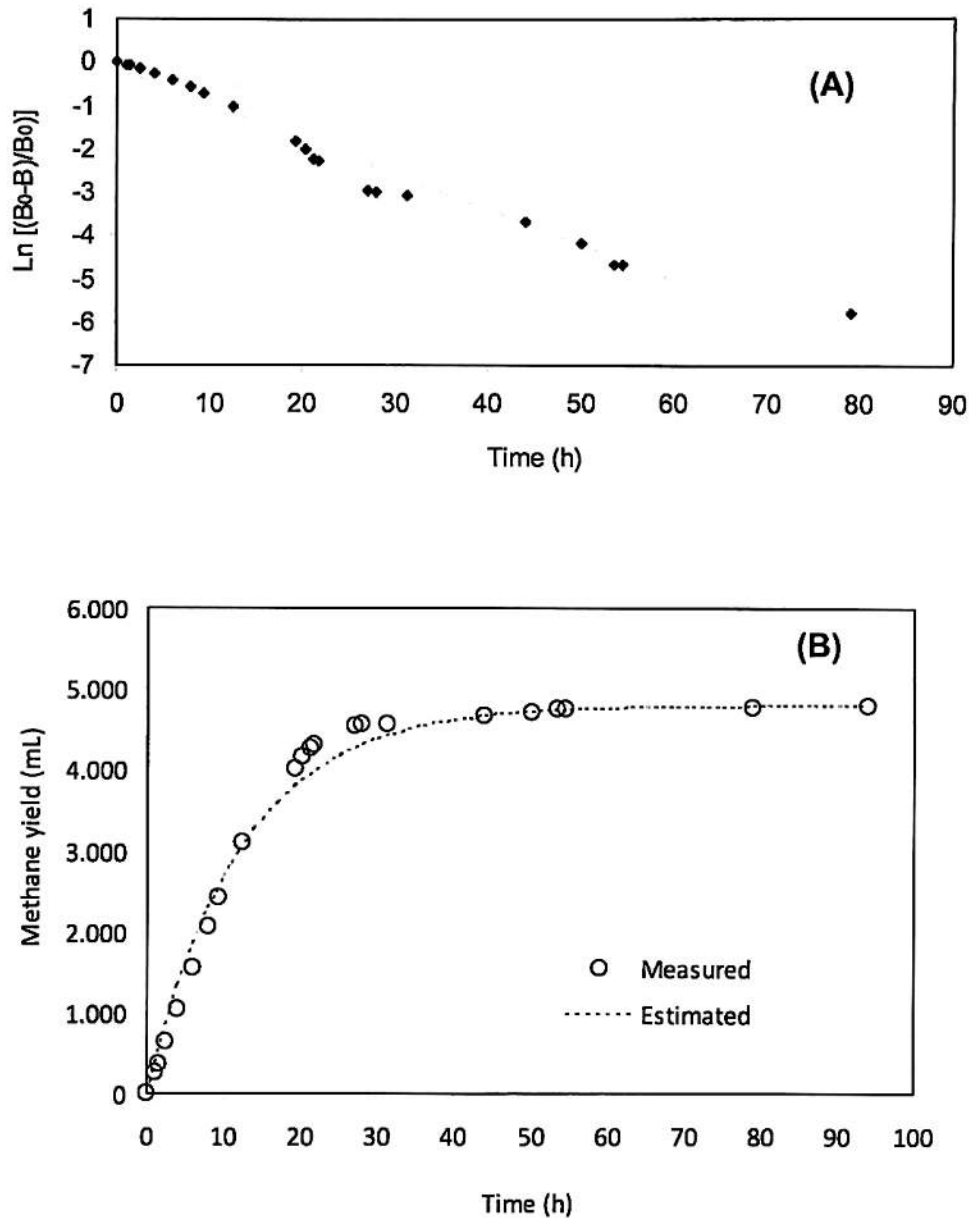 1
0
-1
-2
-3
-4
-5
-6
-7
(A)
Ln [(B₀-B)/B₀)]
0 10 20 30 40 50 60 70 80 90
Time (h)
6.000
5.000
4.000
3.000
2.000
1.000
0
(B)
Methane yield (mL)
Measured
Estimated
0 10 20 30 40 50 60 70 80 90 100
Time (h)